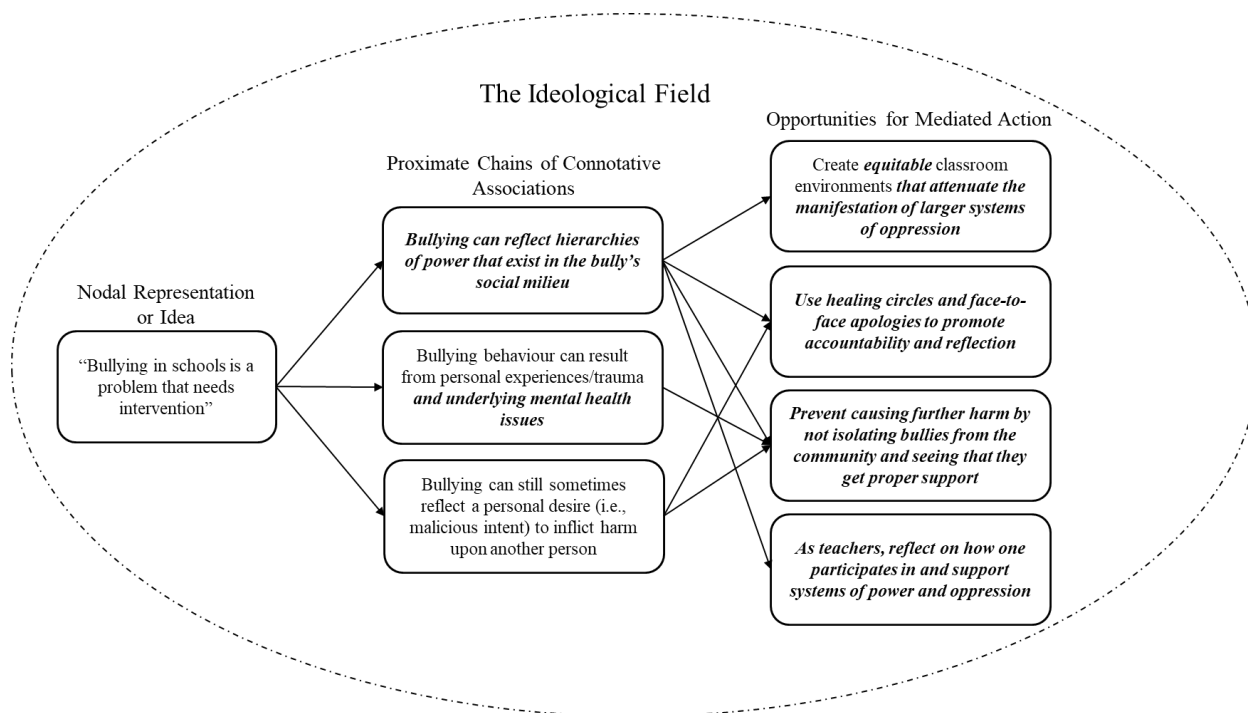 The Ideological Field
Nodal Representation
or Idea
“Bullying in schools is a
problem that needs
intervention”
Proximate Chains of Connotative
Associations
Bullying can reflect hierarchies
of power that exist in the bully’s
social milieu
Bullying behaviour can result
from personal experiences/trauma
and underlying mental health
issues
Bullying can still sometimes
reflect a personal desire (i.e.,
malicious intent) to inflict harm
upon another person
Opportunities for Mediated Action
Create equitable classroom
environments that attenuate the
manifestation of larger systems
of oppression
Use healing circles and face-to-
face apologies to promote
accountability and reflection
Prevent causing further harm by
not isolating bullies from the
community and seeing that they
get proper support
As teachers, reflect on how one
participates in and support
systems of power and oppression